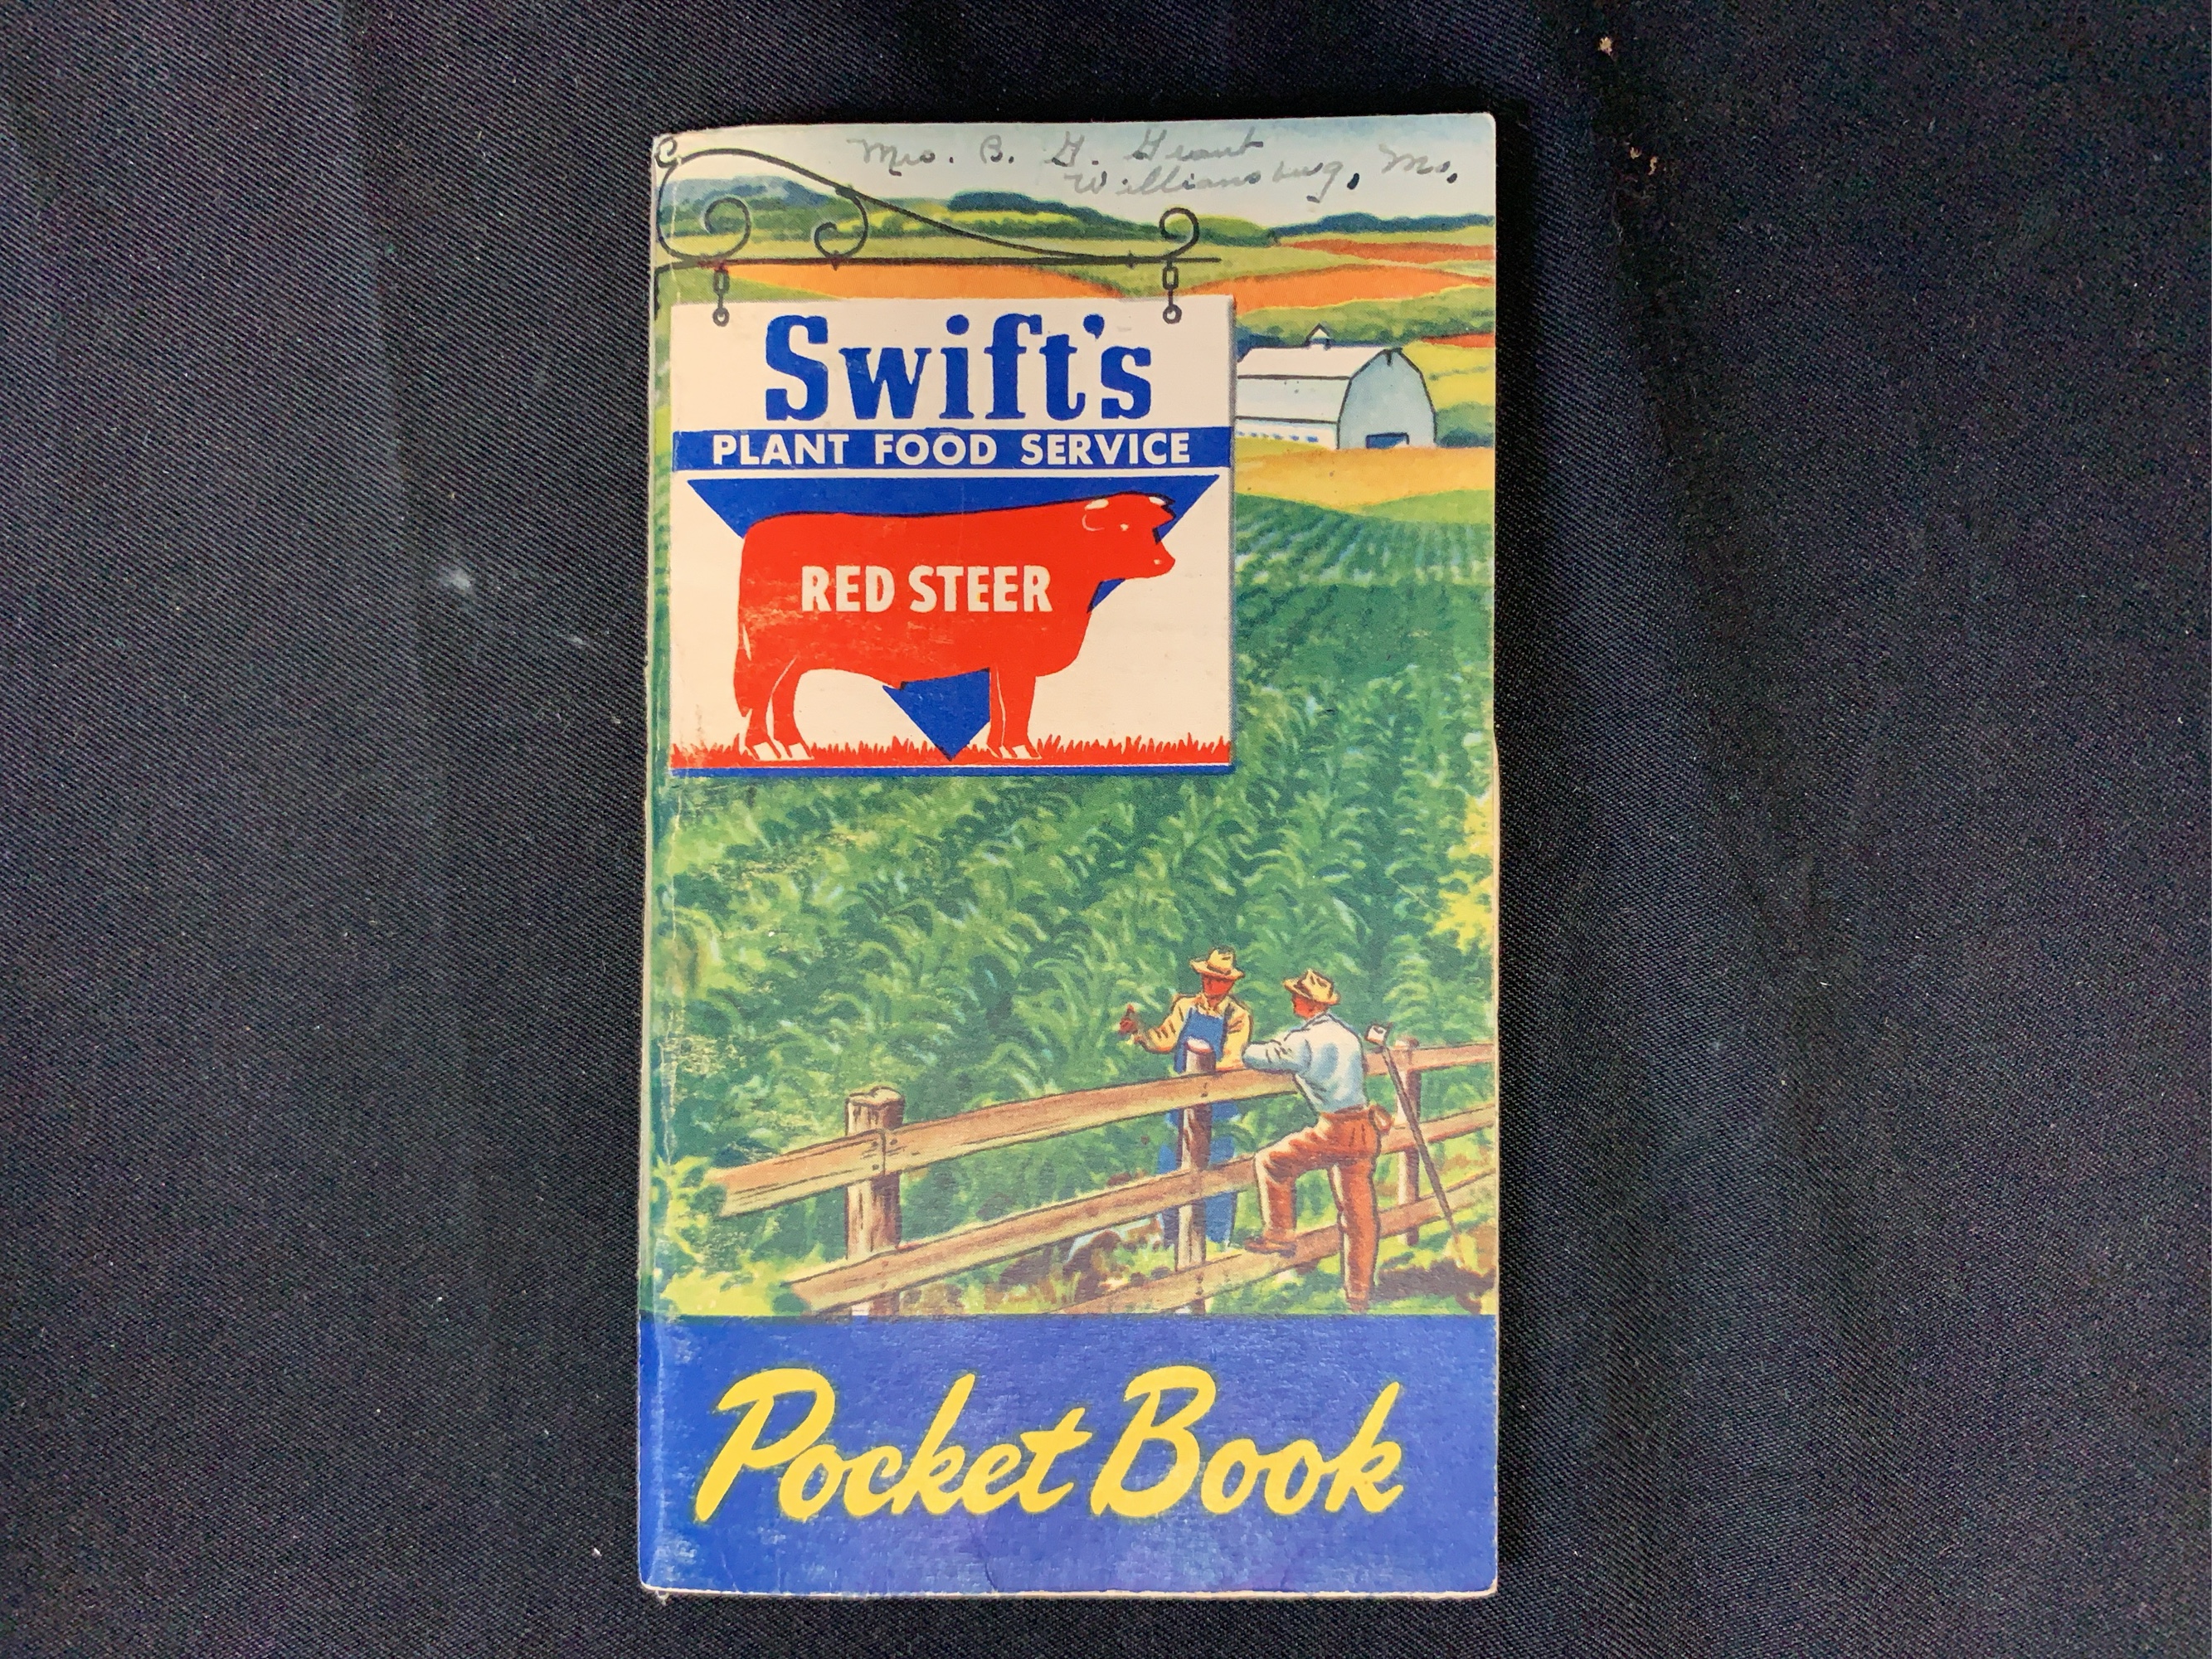 Mrs. B. G. Grant
Williamsburg, Mo.
Swift's
PLANT FOOD SERVICE
RED STEER
Pocket Book